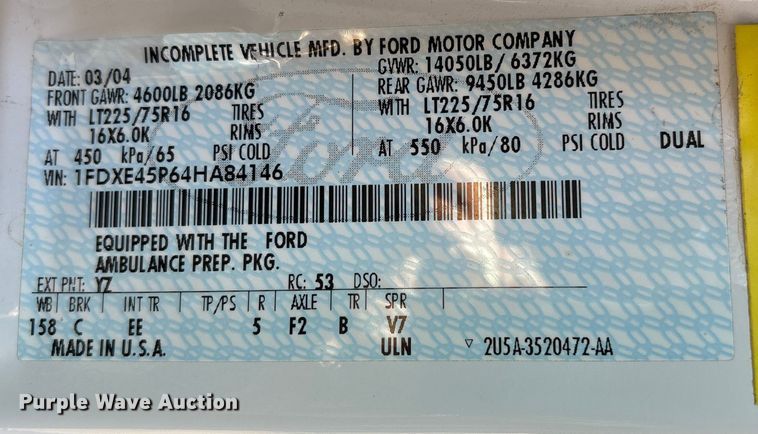 INCOMPLETE VEHICLE MFD. BY FORD MOTOR COMPANY
DATE: 03/04 GVWR: 14050LB/ 6372KG
FRONT GAWR: 4600LB 2086KG REAR GAWR: 9450LB 4286KG
WITH LT225/75R16 TIRES WITH LT225/75R16 TIRES
16X6.0K RIMS 16X6.0K RIMS
AT 450 kPa/65 PSI COLD AT 550 kPa/80 PSI COLD DUAL
VIN: 1FDXE45P64HA84146
Ford
EQUIPPED WITH THE FORD
AMBULANCE PREP. PKG.
EXT PNT: YZ RC: 53 DSO:
WB BRK INT TR TP/PS R AXLE TR SPR
158 C EE 5 F2 B V7
MADE IN U.S.A. ULN ▽ 2U5A-3520472-AA
Purple Wave Auction